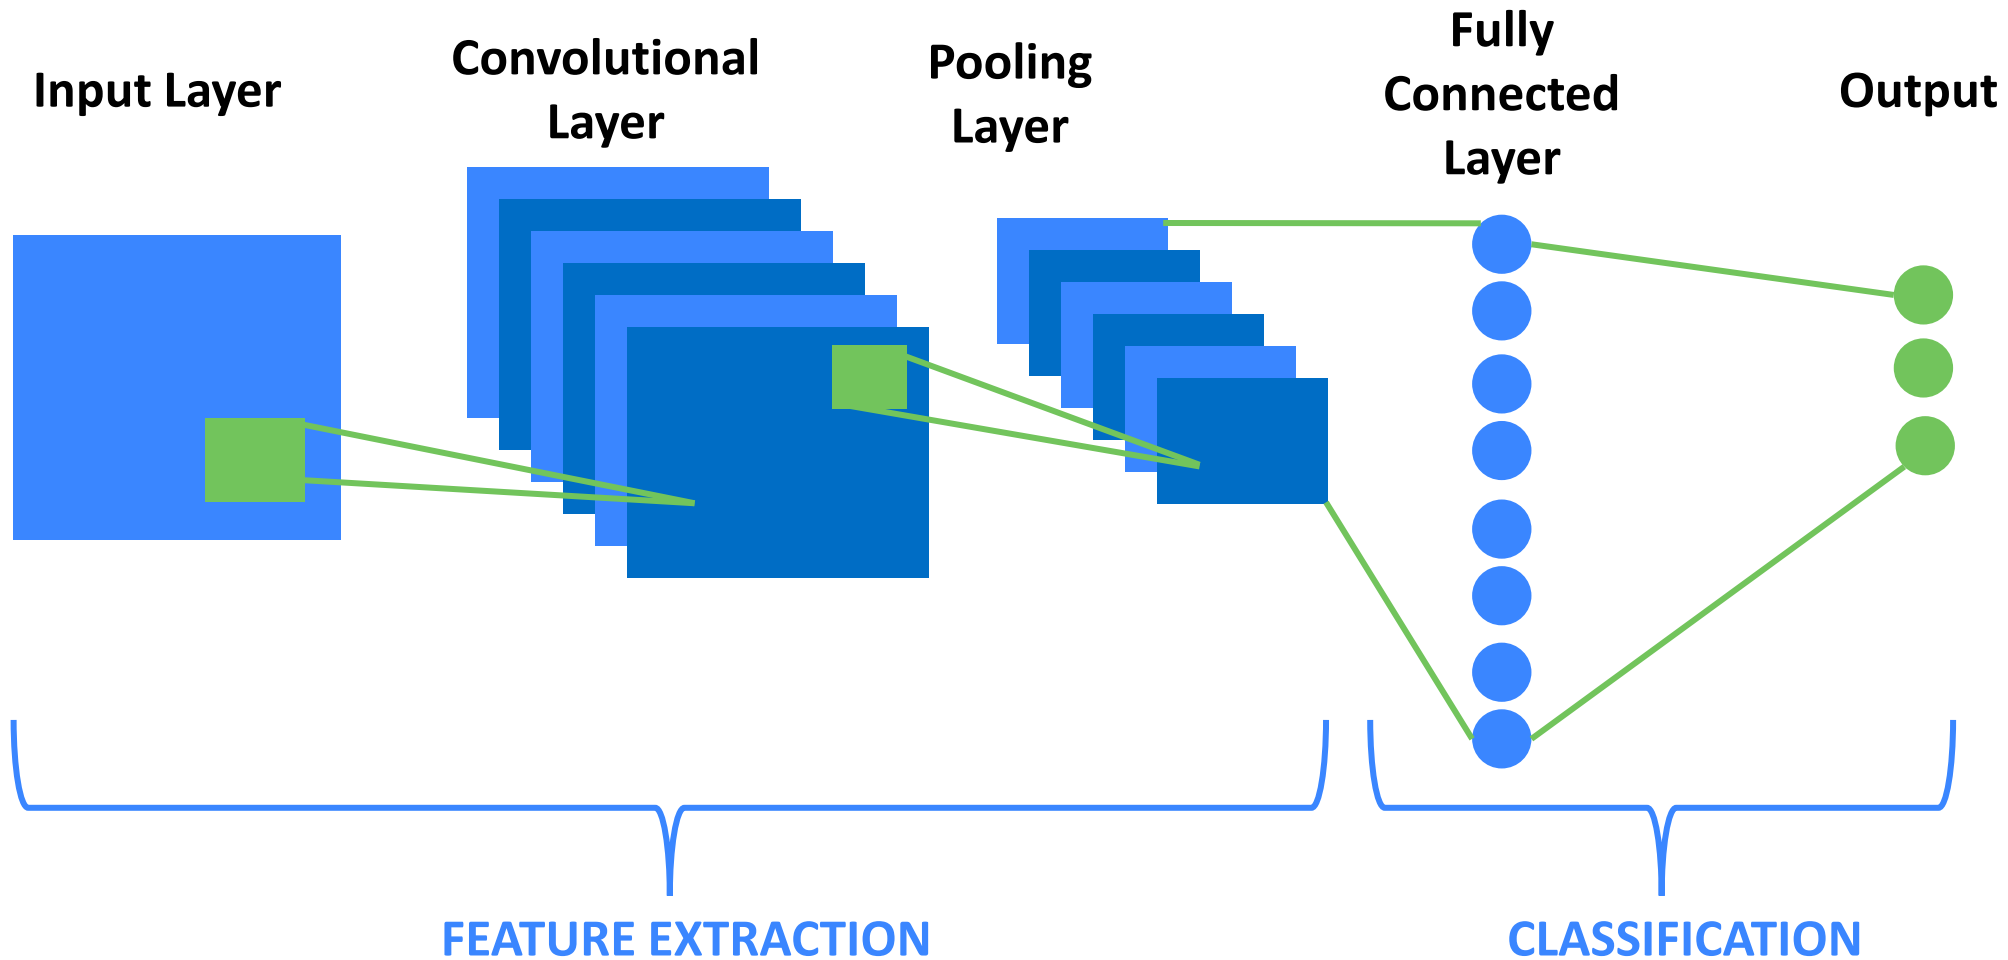 Input Layer
Convolutional
Layer
Pooling
Layer
Fully
Connected
Layer
Output
FEATURE EXTRACTION
CLASSIFICATION